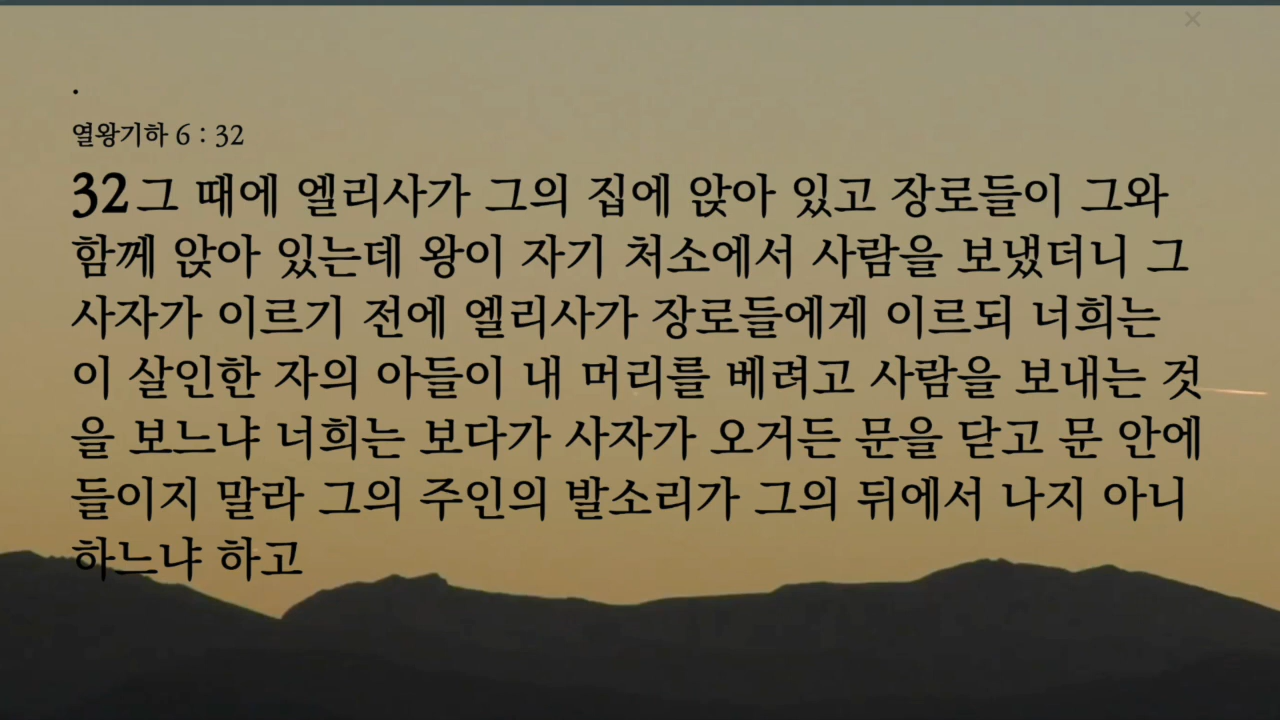 .
열왕기하 6 : 32
32그 때에 엘리사가 그의 집에 앉아 있고 장로들이 그와
함께 앉아 있는데 왕이 자기 처소에서 사람을 보냈더니 그
사자가 이르기 전에 엘리사가 장로들에게 이르되 너희는
이 살인한 자의 아들이 내 머리를 베려고 사람을 보내는 것
을 보느냐 너희는 보다가 사자가 오거든 문을 닫고 문 안에
들이지 말라 그의 주인의 발소리가 그의 뒤에서 나지 아니
하느냐 하고